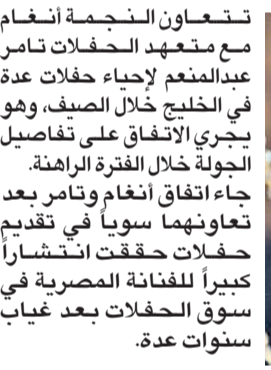 تتعاون النجمة أنغام
مع متعهد الحفلات تامر
عبدالمنعم لإحياء حفلات عدة
في الخليج خلال الصيف، وهو
يجري الاتفاق على تفاصيل
الجولة خلال الفترة الراهنة.
جاء اتفاق أنغام وتامر بعد
تعاونهما سوياً في تقديم
حفلات حققت انتشاراً
كبيراً للفنانة المصرية في
سوق الحفلات بعد غياب
سنوات عدة.